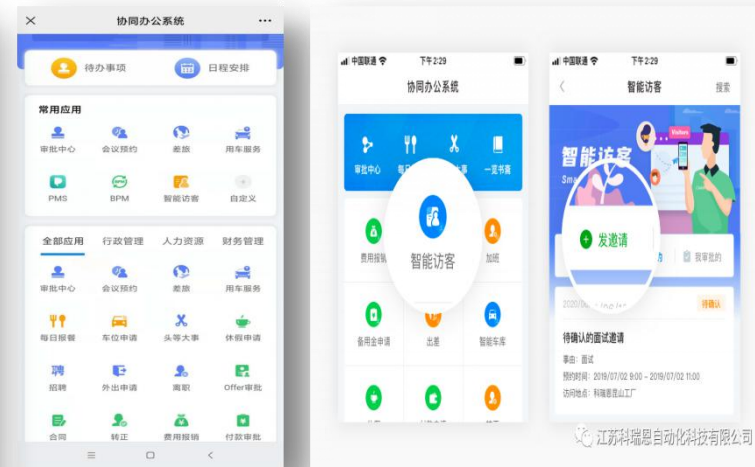 协同办公系统
待办事项
日程安排
常用应用
审批中心 会议预约 差旅 用车服务
PMS BPM 智能访客 自定义
全部应用 行政管理 人力资源 财务管理
审批中心 会议预约 差旅 用车服务
每日报餐 车位申请 头等大事 休假申请
招聘 外出申请 离职 Offer审批
合同 转正 费用报销 付款审批
中国联通 下午2:29
协同办公系统
审批中心 一览书斋
智能访客
费用报销 加班
备用金申请 出差 智能车库
中国联通 下午2:29
智能访客 搜索
智能访客
Visitors
发邀请
我审批的
待确认
待确认的面试邀请
事由：面试
预约时间：2019/07/02 9:00 - 2019/07/02 11:00
访问地点：科瑞恩昆山工厂
江苏科瑞恩自动化科技有限公司